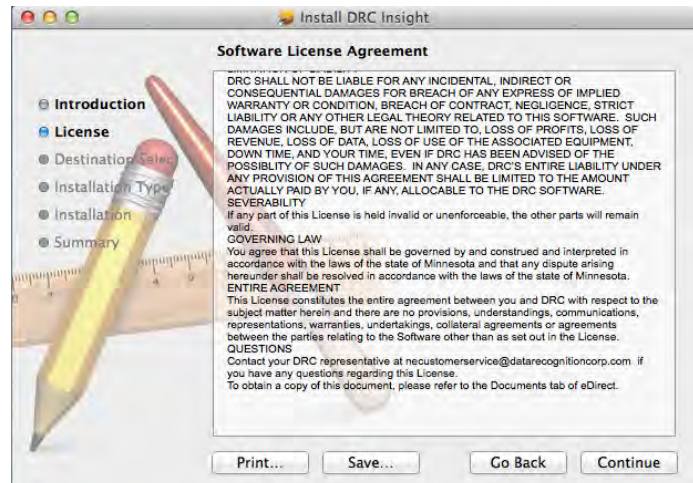 Install DRC Insight
Software License Agreement
Introduction
License
Destination Select
Installation Type
Installation
Summary
DRC SHALL NOT BE LIABLE FOR ANY INCIDENTAL, INDIRECT OR
CONSEQUENTIAL DAMAGES FOR BREACH OF ANY EXPRESS OF IMPLIED
WARRANTY OR CONDITION, BREACH OF CONTRACT, NEGLIGENCE, STRICT
LIABILITY OR ANY OTHER LEGAL THEORY RELATED TO THIS SOFTWARE. SUCH
DAMAGES INCLUDE, BUT ARE NOT LIMITED TO, LOSS OF PROFITS, LOSS OF
REVENUE, LOSS OF DATA, LOSS OF USE OF THE ASSOCIATED EQUIPMENT,
DOWN TIME, AND YOUR TIME, EVEN IF DRC HAS BEEN ADVISED OF THE
POSSIBLITY OF SUCH DAMAGES. IN ANY CASE, DRC'S ENTIRE LIABILITY UNDER
ANY PROVISION OF THIS AGREEMENT SHALL BE LIMITED TO THE AMOUNT
ACTUALLY PAID BY YOU, IF ANY, ALLOCABLE TO THE DRC SOFTWARE.
SEVERABILITY
If any part of this License is held invalid or unenforceable, the other parts will remain
valid.
GOVERNING LAW
You agree that this License shall be governed by and construed and interpreted in
accordance with the laws of the state of Minnesota and that any dispute arising
hereunder shall be resolved in accordance with the laws of the state of Minnesota.
ENTIRE AGREEMENT
This License constitutes the entire agreement between you and DRC with respect to the
subject matter herein and there are no provisions, understandings, communications,
representations, warranties, undertakings, collateral agreements or agreements
between the parties relating to the Software other than as set out in the License.
QUESTIONS
Contact your DRC representative at necustomerservice@datarecognitioncorp.com if
you have any questions regarding this License.
To obtain a copy of this document, please refer to the Documents tab of eDirect.
Print...
Save...
Go Back
Continue